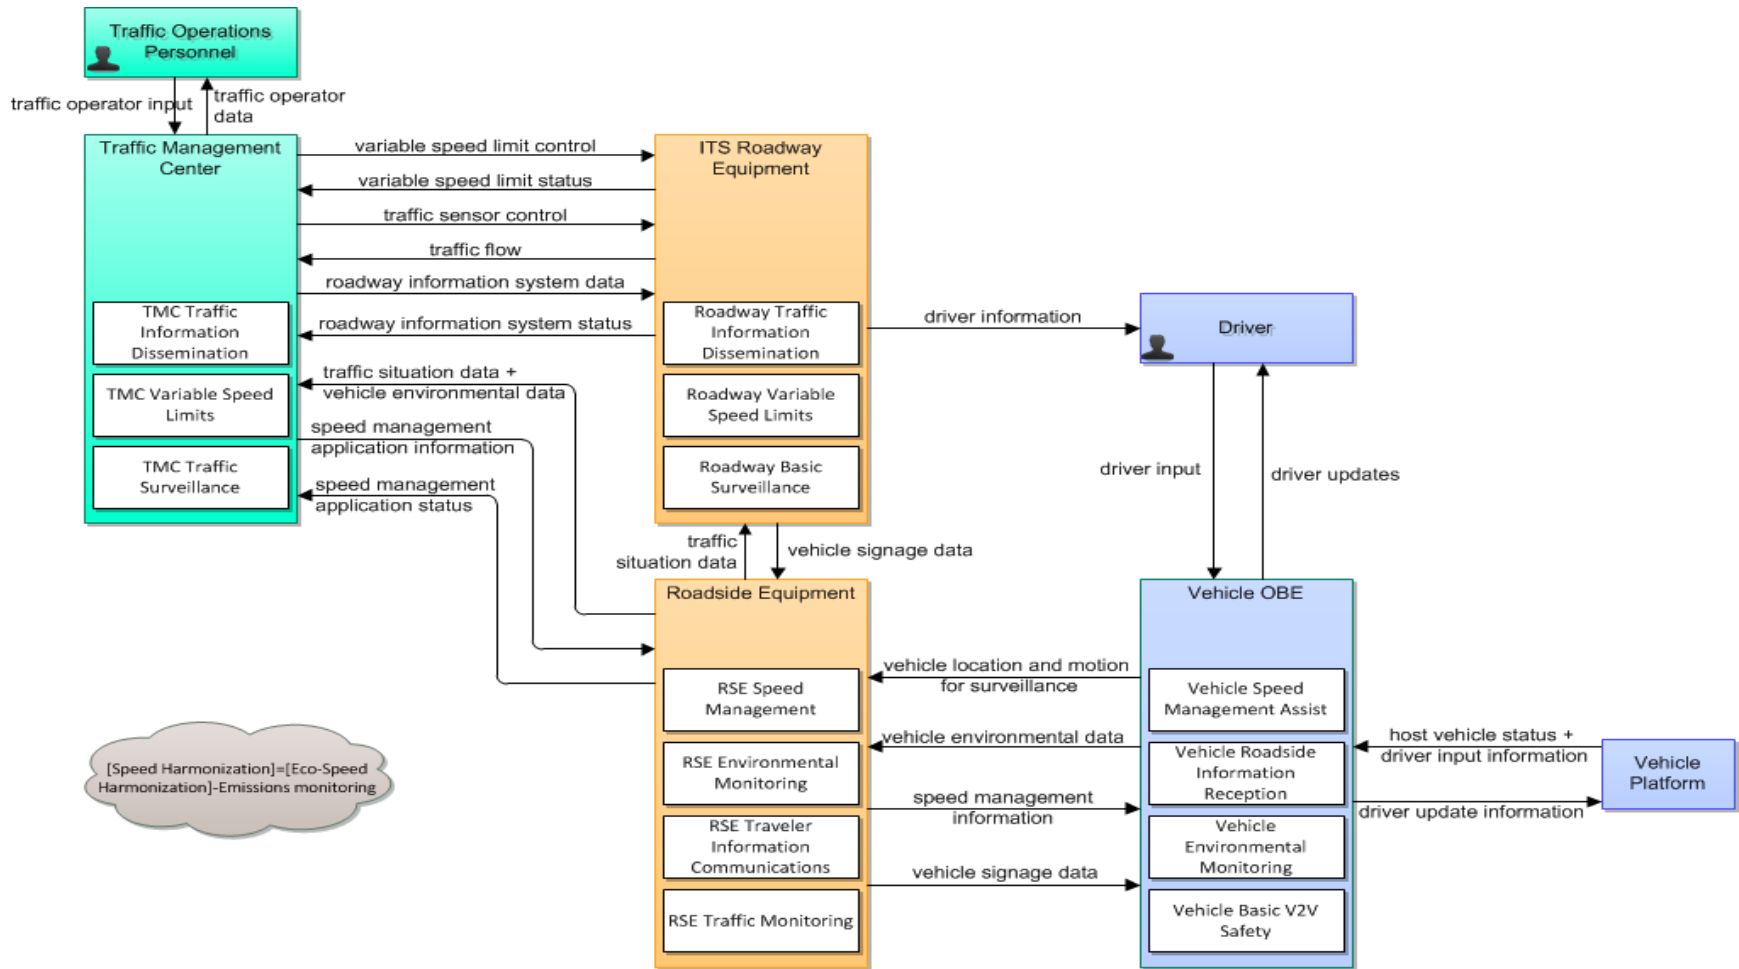 Traffic Operations
Personnel
traffic operator input
traffic operator
data
Traffic Management
Center
variable speed limit control
variable speed limit status
traffic sensor control
traffic flow
roadway information system data
roadway information system status
traffic situation data +
vehicle environmental data
speed management
application information
speed management
application status
TMC Traffic
Information
Dissemination
TMC Variable Speed
Limits
TMC Traffic
Surveillance
ITS Roadway
Equipment
Roadway Traffic
Information
Dissemination
Roadway Variable
Speed Limits
Roadway Basic
Surveillance
driver information
Driver
driver input
driver updates
traffic
situation data
vehicle signage data
Roadside Equipment
RSE Speed
Management
RSE Environmental
Monitoring
RSE Traveler
Information
Communications
RSE Traffic Monitoring
vehicle location and motion
for surveillance
vehicle environmental data
speed management
information
vehicle signage data
Vehicle OBE
Vehicle Speed
Management Assist
Vehicle Roadside
Information
Reception
Vehicle
Environmental
Monitoring
Vehicle Basic V2V
Safety
host vehicle status +
driver input information
driver update information
Vehicle
Platform
[Speed Harmonization]=[Eco-Speed
Harmonization]-Emissions monitoring